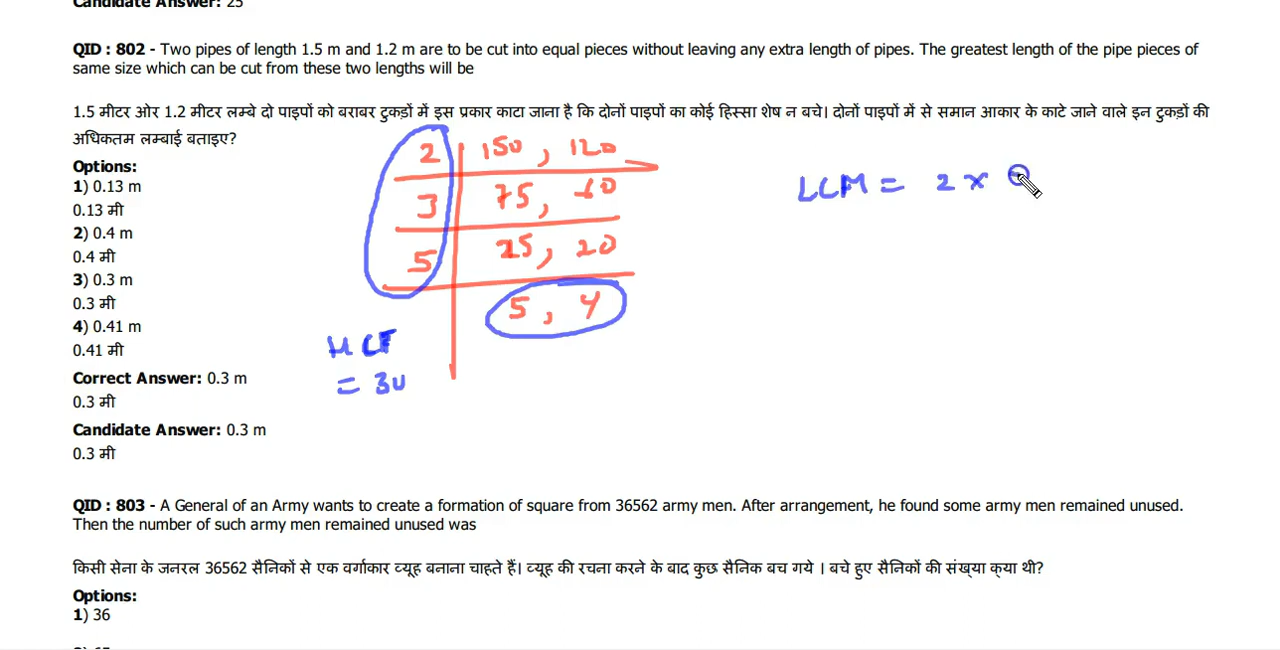 Candidate Answer: 25
QID : 802 - Two pipes of length 1.5 m and 1.2 m are to be cut into equal pieces without leaving any extra length of pipes. The greatest length of the pipe pieces of
same size which can be cut from these two lengths will be
1.5 मीटर ओर 1.2 मीटर लम्बे दो पाइपों को बराबर टुकड़ों में इस प्रकार काटा जाना है कि दोनों पाइपों का कोई हिस्सा शेष न बचे। दोनों पाइपों में से समान आकार के काटे जाने वाले इन टुकड़ों की
अधिकतम लम्बाई बताइए?
2 150 , 120
Options:
1) 0.13 m
LCM = 2 x
0.13 मी
3 75, 60
2) 0.4 m
0.4 मी
5 25, 20
3) 0.3 m
0.3 मी
5 , 4
4) 0.41 m
0.41 मी
HCF
Correct Answer: 0.3 m
= 30
0.3 मी
Candidate Answer: 0.3 m
0.3 मी
QID : 803 - A General of an Army wants to create a formation of square from 36562 army men. After arrangement, he found some army men remained unused.
Then the number of such army men remained unused was
किसी सेना के जनरल 36562 सैनिकों से एक वर्गाकार व्यूह बनाना चाहते हैं। व्यूह की रचना करने के बाद कुछ सैनिक बच गये । बचे हुए सैनिकों की संख्या क्या थी?
Options:
1) 36